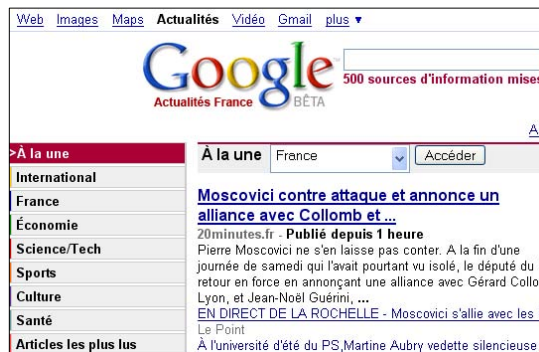 Web Images Maps Actualités Vidéo Gmail plus ▼
Google
Actualités France BÊTA
500 sources d'information mises
A
>À la une
International
France
Économie
Science/Tech
Sports
Culture
Santé
Articles les plus lus
À la une France Accéder
Moscovici contre attaque et annonce un
alliance avec Collomb et ...
20minutes.fr - Publié depuis 1 heure
Pierre Moscovici ne s'en laisse pas conter. A la fin d'une
journée de samedi qui l'avait pourtant vu isolé, le député du
retour en force en annonçant une alliance avec Gérard Collo
Lyon, et Jean-Noël Guérini, ...
EN DIRECT DE LA ROCHELLE - Moscovici s'allie avec les
Le Point
À l'université d'été du PS,Martine Aubry vedette silencieuse